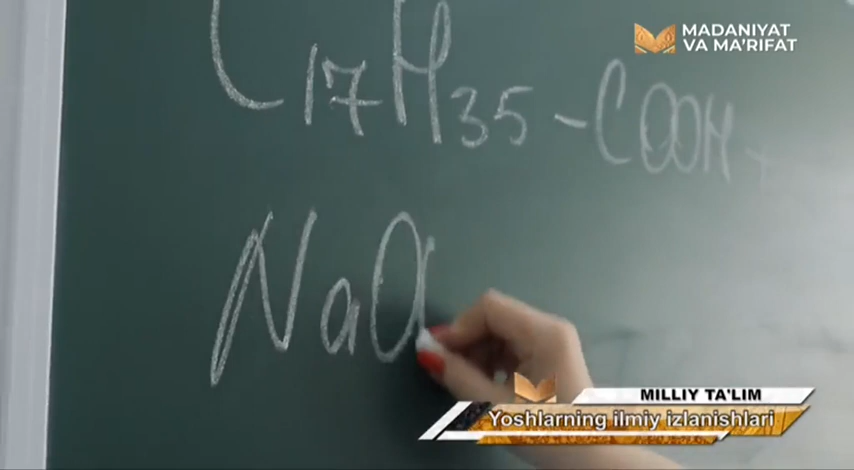 MADANIYAT
VA MA'RIFAT
C17H35-COOH+
NaO
MILLIY TA'LIM
Yoshlarning ilmiy izlanishlari